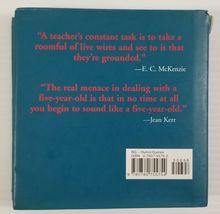 "A teacher's constant task is to take a
roomful of live wires and see to it that
they're grounded."
—E. C. McKenzie
"The real menace in dealing with a
five-year-old is that in no time at all
you begin to sound like a five-year-old."
—Jean Kerr